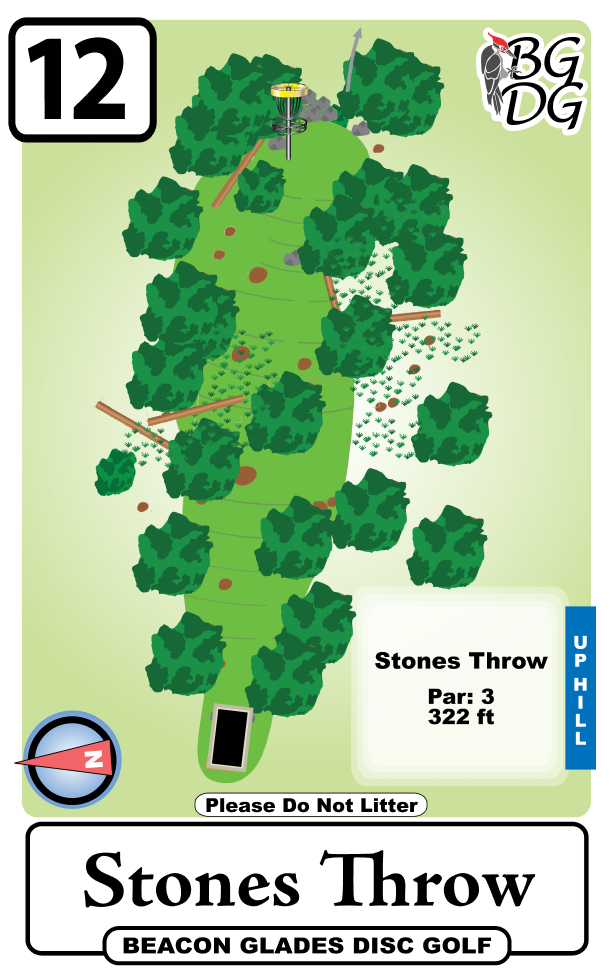 12
BG
DG
Stones Throw
Par: 3
322 ft
UP HILL
N
Please Do Not Litter
Stones Throw
BEACON GLADES DISC GOLF